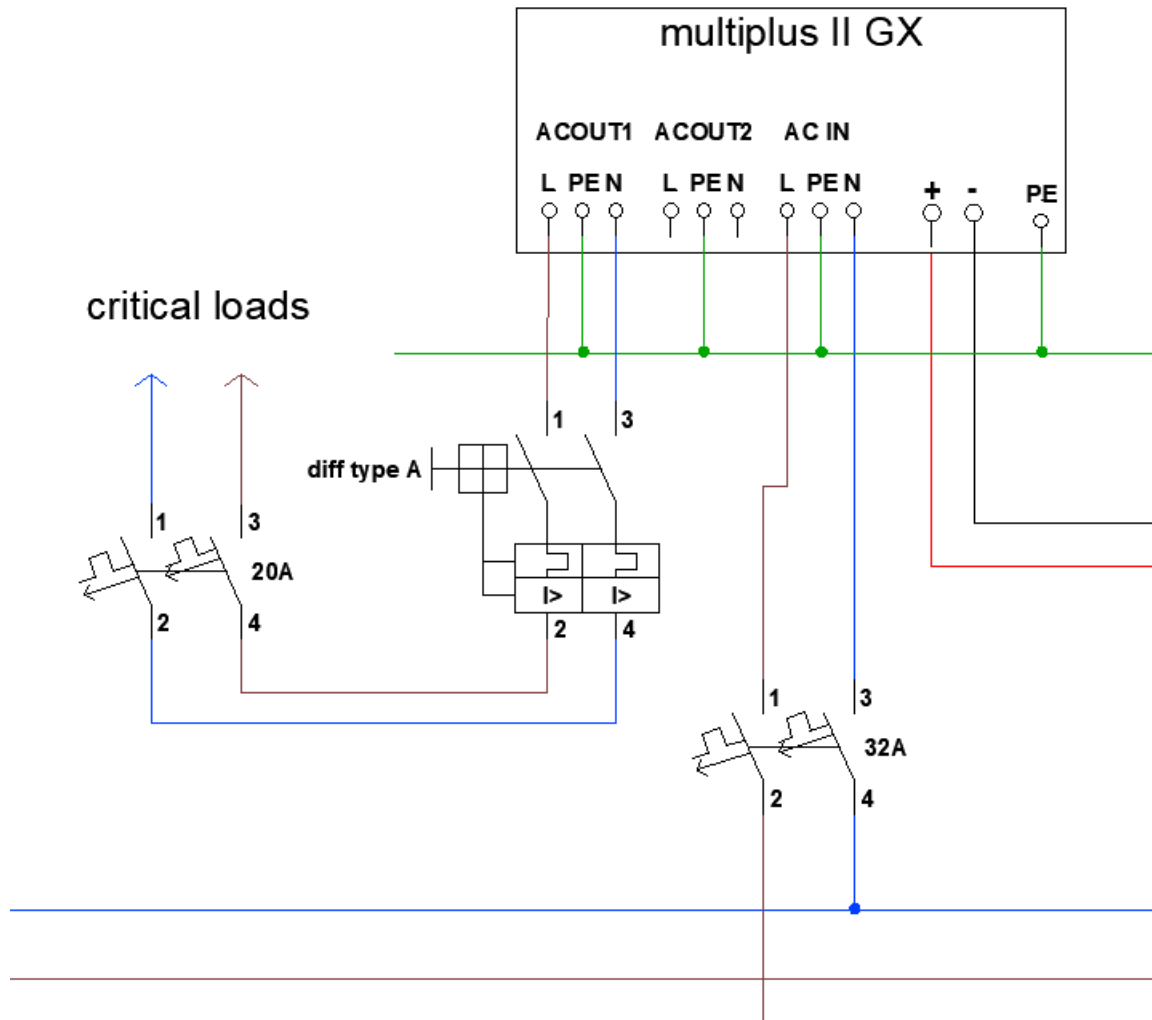 multiplus II GX
ACOUT1 ACOUT2 AC IN
L PE N L PE N L PE N + - PE
critical loads
1 3
diff type A
1 3
20A
I> I>
2 4
2 4
1 3
32A
2 4